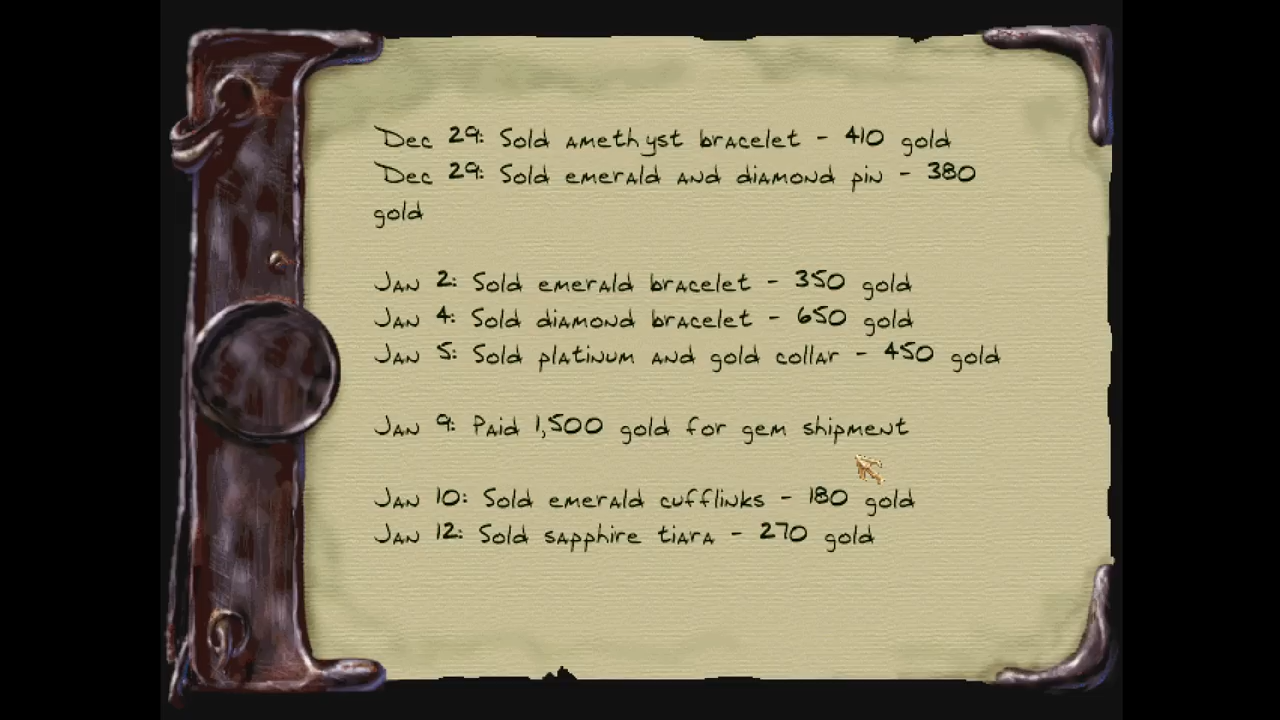 Dec 29: Sold amethyst bracelet - 410 gold
Dec 29: Sold emerald and diamond pin - 380
gold
Jan 2: Sold emerald bracelet - 350 gold
Jan 4: Sold diamond bracelet - 650 gold
Jan 5: Sold platinum and gold collar - 450 gold
Jan 9: Paid 1,500 gold for gem shipment
Jan 10: Sold emerald cufflinks - 180 gold
Jan 12: Sold sapphire tiara - 270 gold